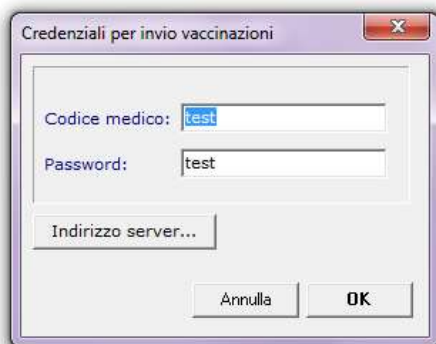 Credenziali per invio vaccinazioni
Codice medico: test
Password: test
Indirizzo server...
Annulla OK